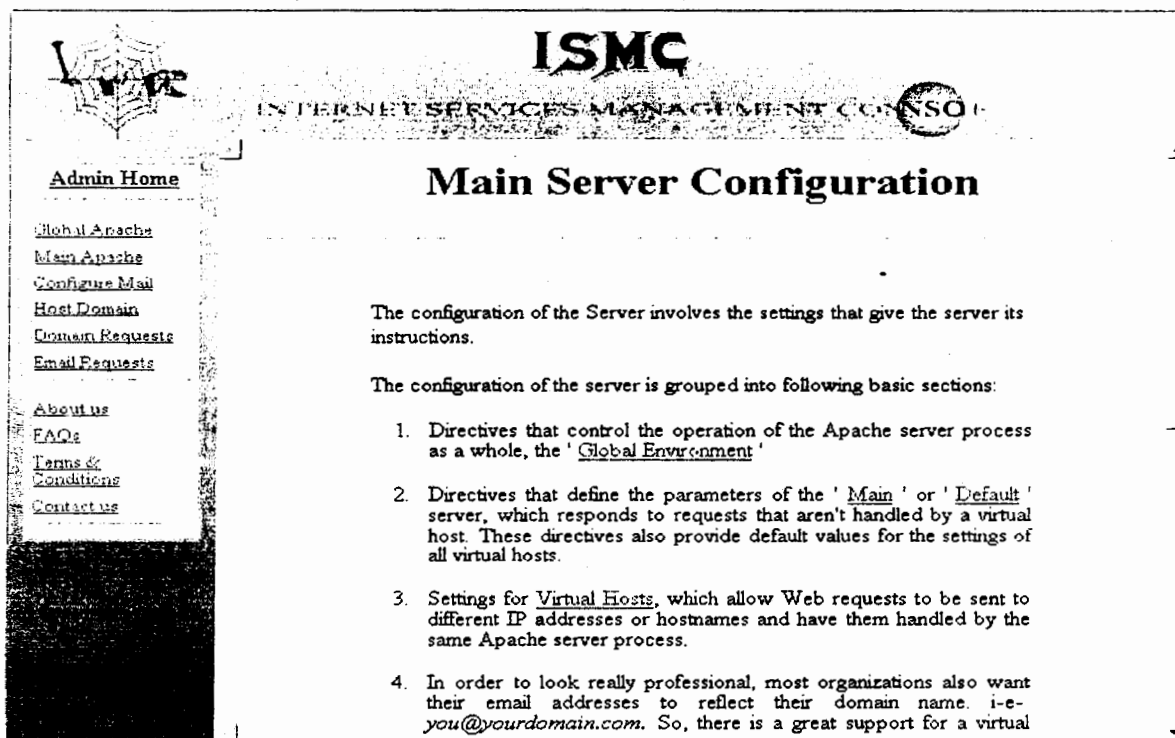 ISMC
INTERNET SERVICES MANAGEMENT
Main Server Configuration
Admin Home
Global Apache
Main Apache
Configure Mail
Host Domain
Domain Requests
Email Requests
About us
FAQs
Terms &
Conditions
Contact us
The configuration of the Server involves the settings that give the server its
instructions.
The configuration of the server is grouped into following basic sections:
1. Directives that control the operation of the Apache server process
as a whole, the ' Global Environment '
2. Directives that define the parameters of the ' Main ' or ' Default '
server, which responds to requests that aren't handled by a virtual
host. These directives also provide default values for the settings of
all virtual hosts.
3. Settings for Virtual Hosts, which allow Web requests to be sent to
different IP addresses or hostnames and have them handled by the
same Apache server process.
4. In order to look really professional, most organizations also want
their email addresses to reflect their domain name. i-e-
you@yourdomain.com. So, there is a great support for a virtual